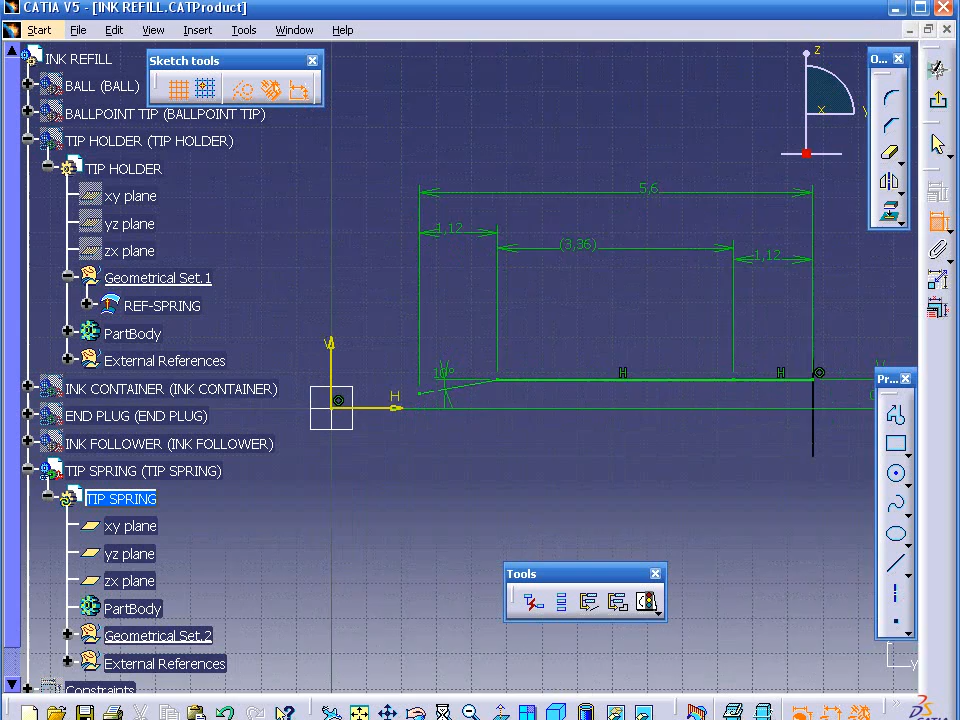 CATIA V5 - [INK REFILL.CATProduct]
Start File Edit View Insert Tools Window Help
INK REFILL
Sketch tools
O...
BALL (BALL)
BALLPOINT TIP (BALLPOINT TIP)
TIP HOLDER (TIP HOLDER)
TIP HOLDER
xy plane
yz plane
zx plane
Geometrical Set.1
REF-SPRING
PartBody
External References
INK CONTAINER (INK CONTAINER)
END PLUG (END PLUG)
INK FOLLOWER (INK FOLLOWER)
TIP SPRING (TIP SPRING)
TIP SPRING
xy plane
yz plane
zx plane
PartBody
Geometrical Set.2
External References
Constraints
z
x
y
5,6
1,12
(3,36)
1,12
10°
V
H
H
H
Pr...
Tools
y
CATIA